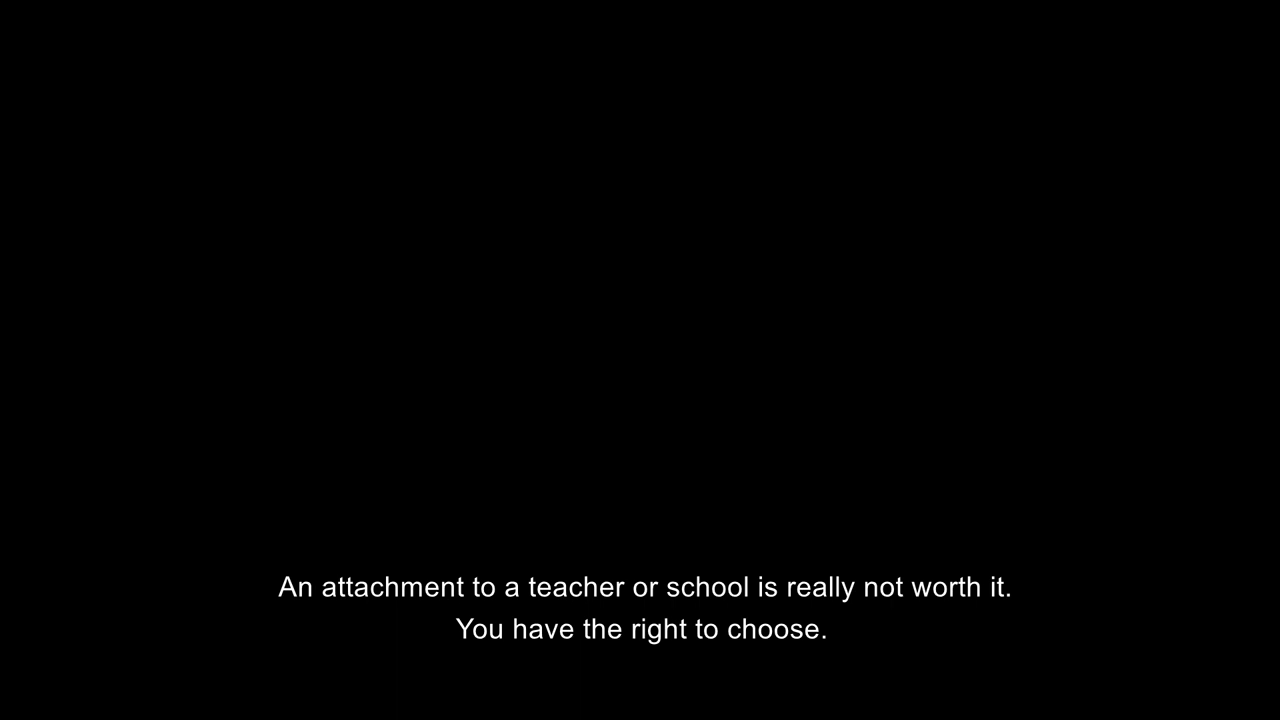 An attachment to a teacher or school is really not worth it.
You have the right to choose.